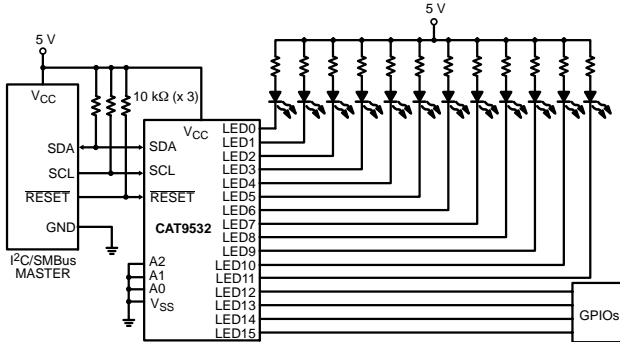 5 V
5 V
VCC
10 kΩ (x 3)
VCC
SDA
SCL
RESET
GND
I2C/SMBus
MASTER
SDA
SCL
RESET
CAT9532
A2
A1
A0
VSS
LED0
LED1
LED2
LED3
LED4
LED5
LED6
LED7
LED8
LED9
LED10
LED11
LED12
LED13
LED14
LED15
GPIOs